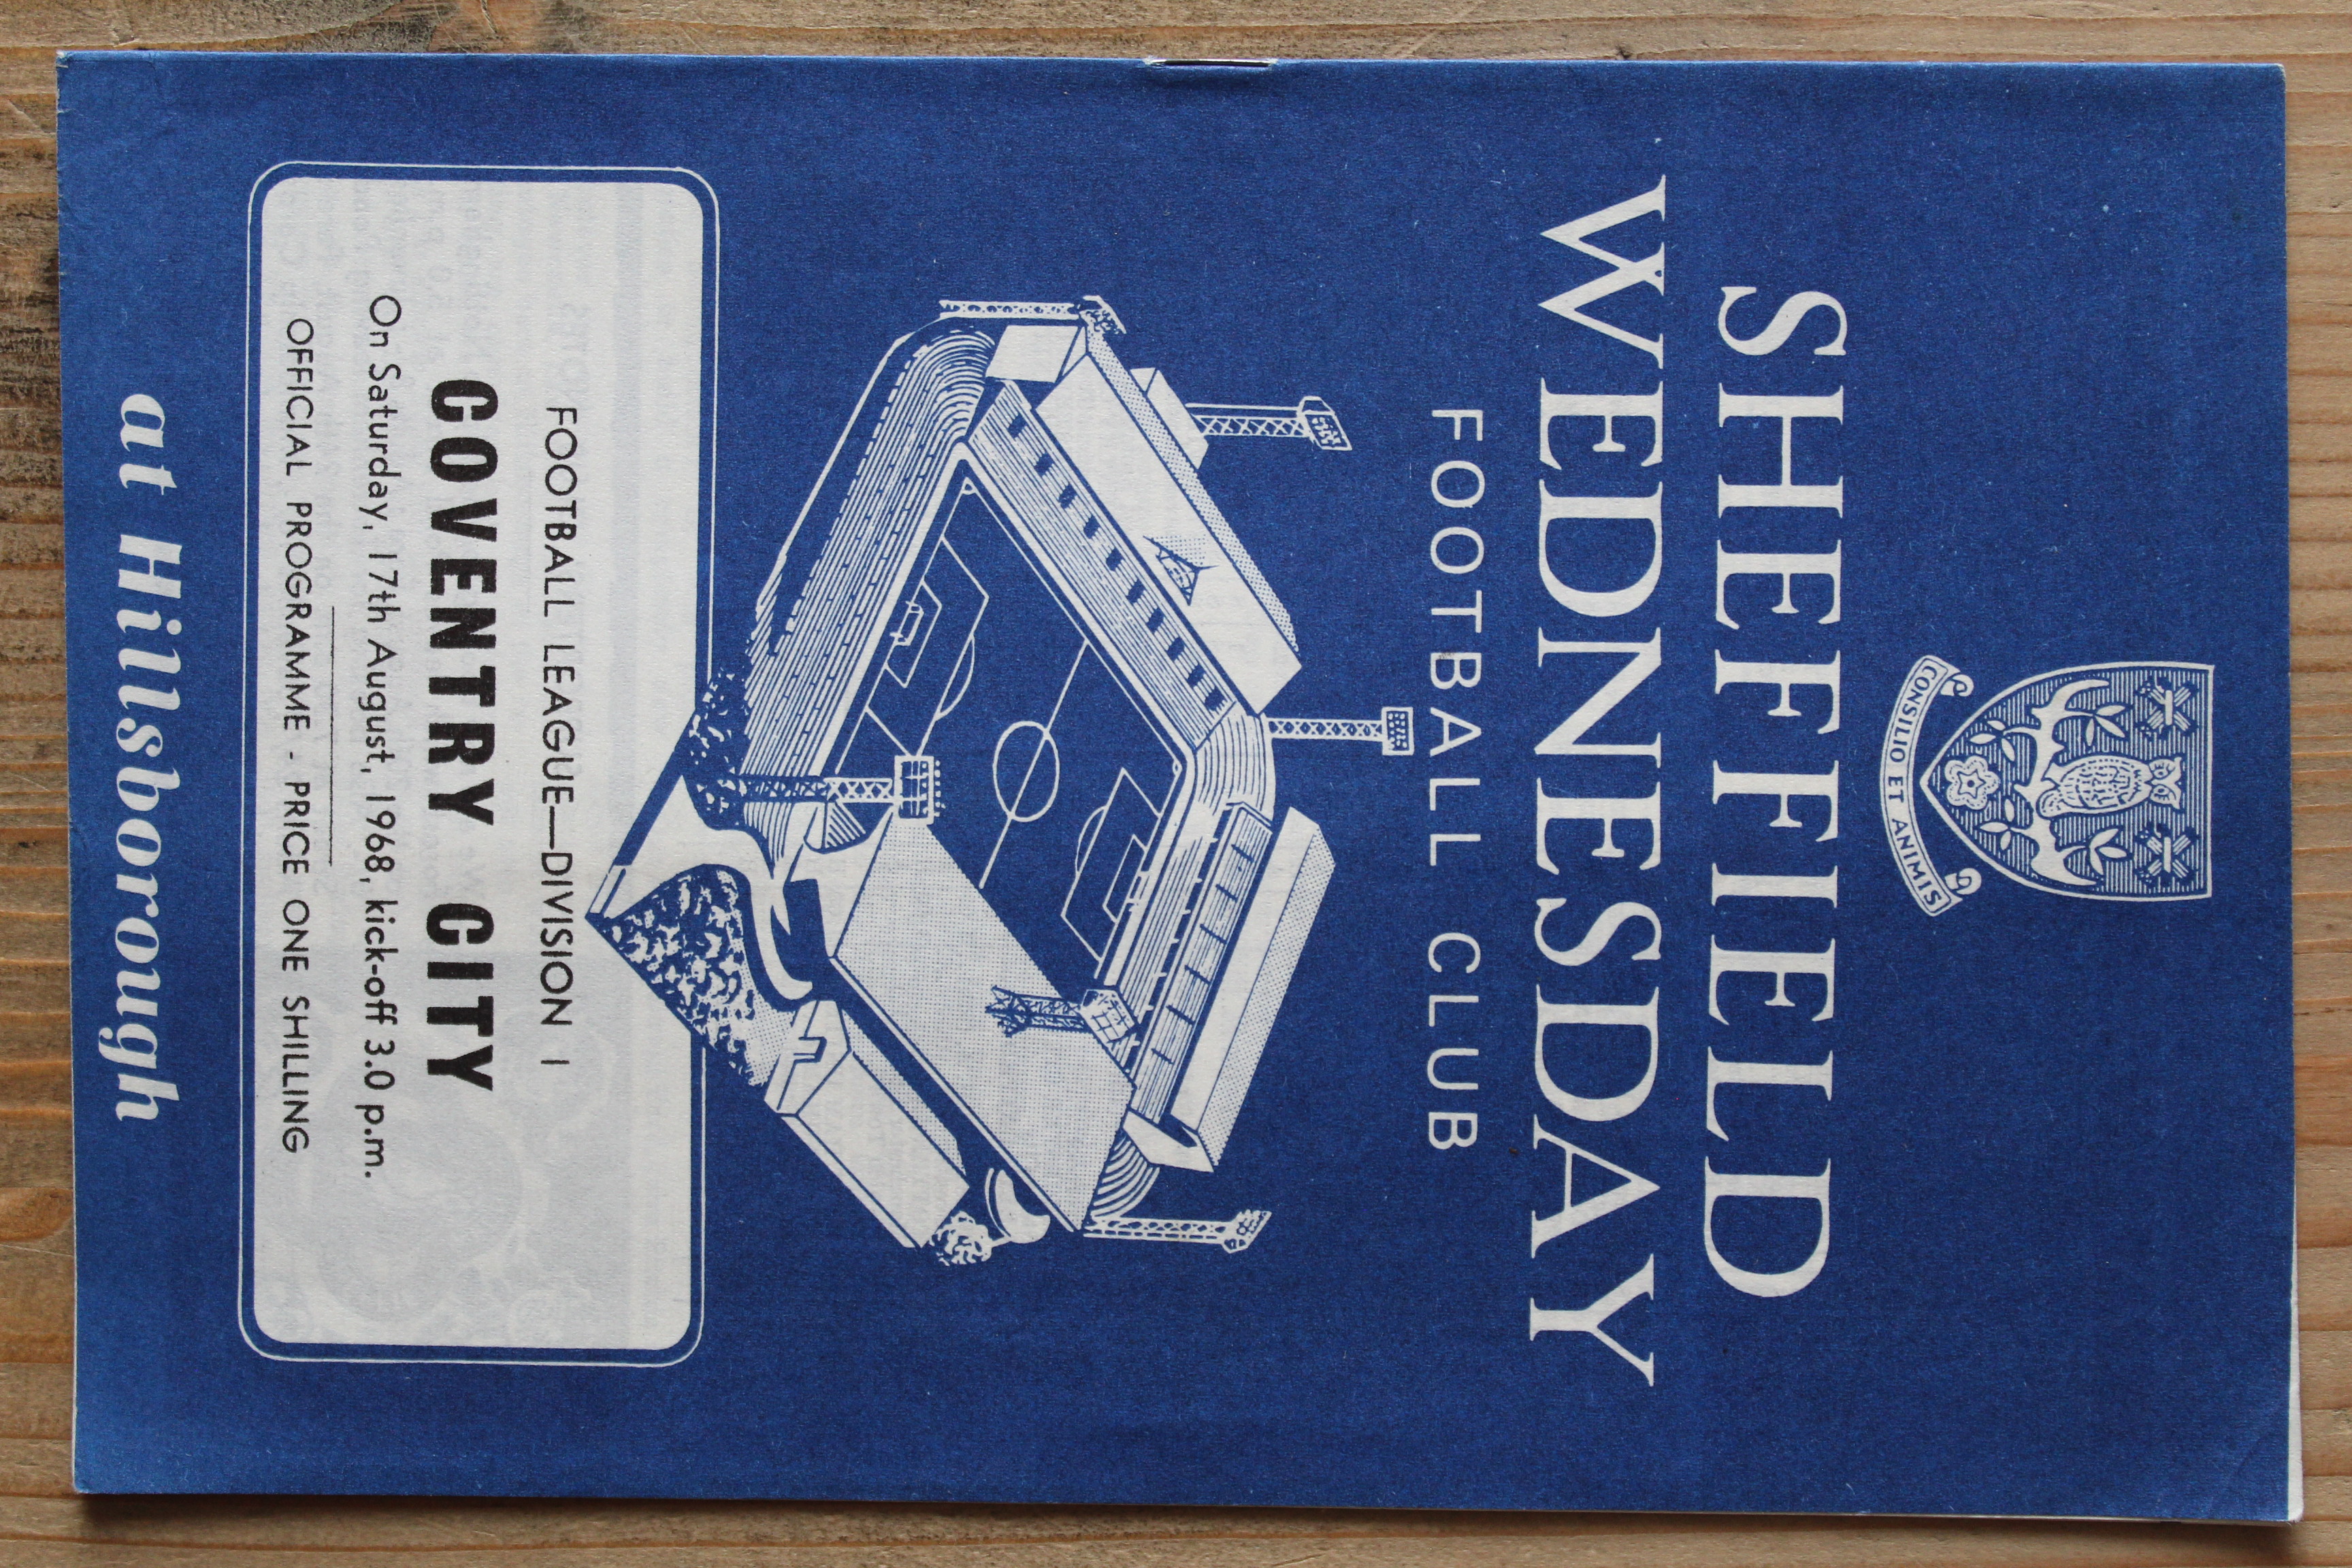 CONSILIO ET ANIMIS
SHEFFIELD
WEDNESDAY
FOOTBALL CLUB
FOOTBALL LEAGUE—DIVISION 1
COVENTRY CITY
On Saturday, 17th August, 1968, kick-off 3.0 p.m.
OFFICIAL PROGRAMME - PRICE ONE SHILLING
at Hillsborough